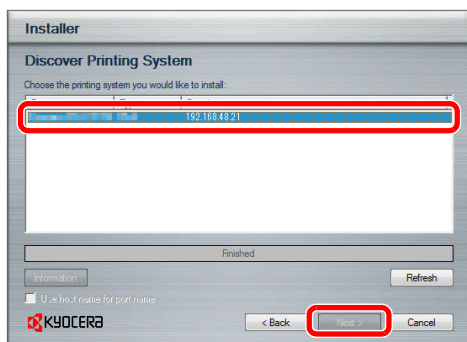 Installer
Discover Printing System
Choose the printing system you would like to install:
192.168.48.21
Finished
Information
Refresh
Use host name for port name
KYOCERA
< Back
Next >
Cancel